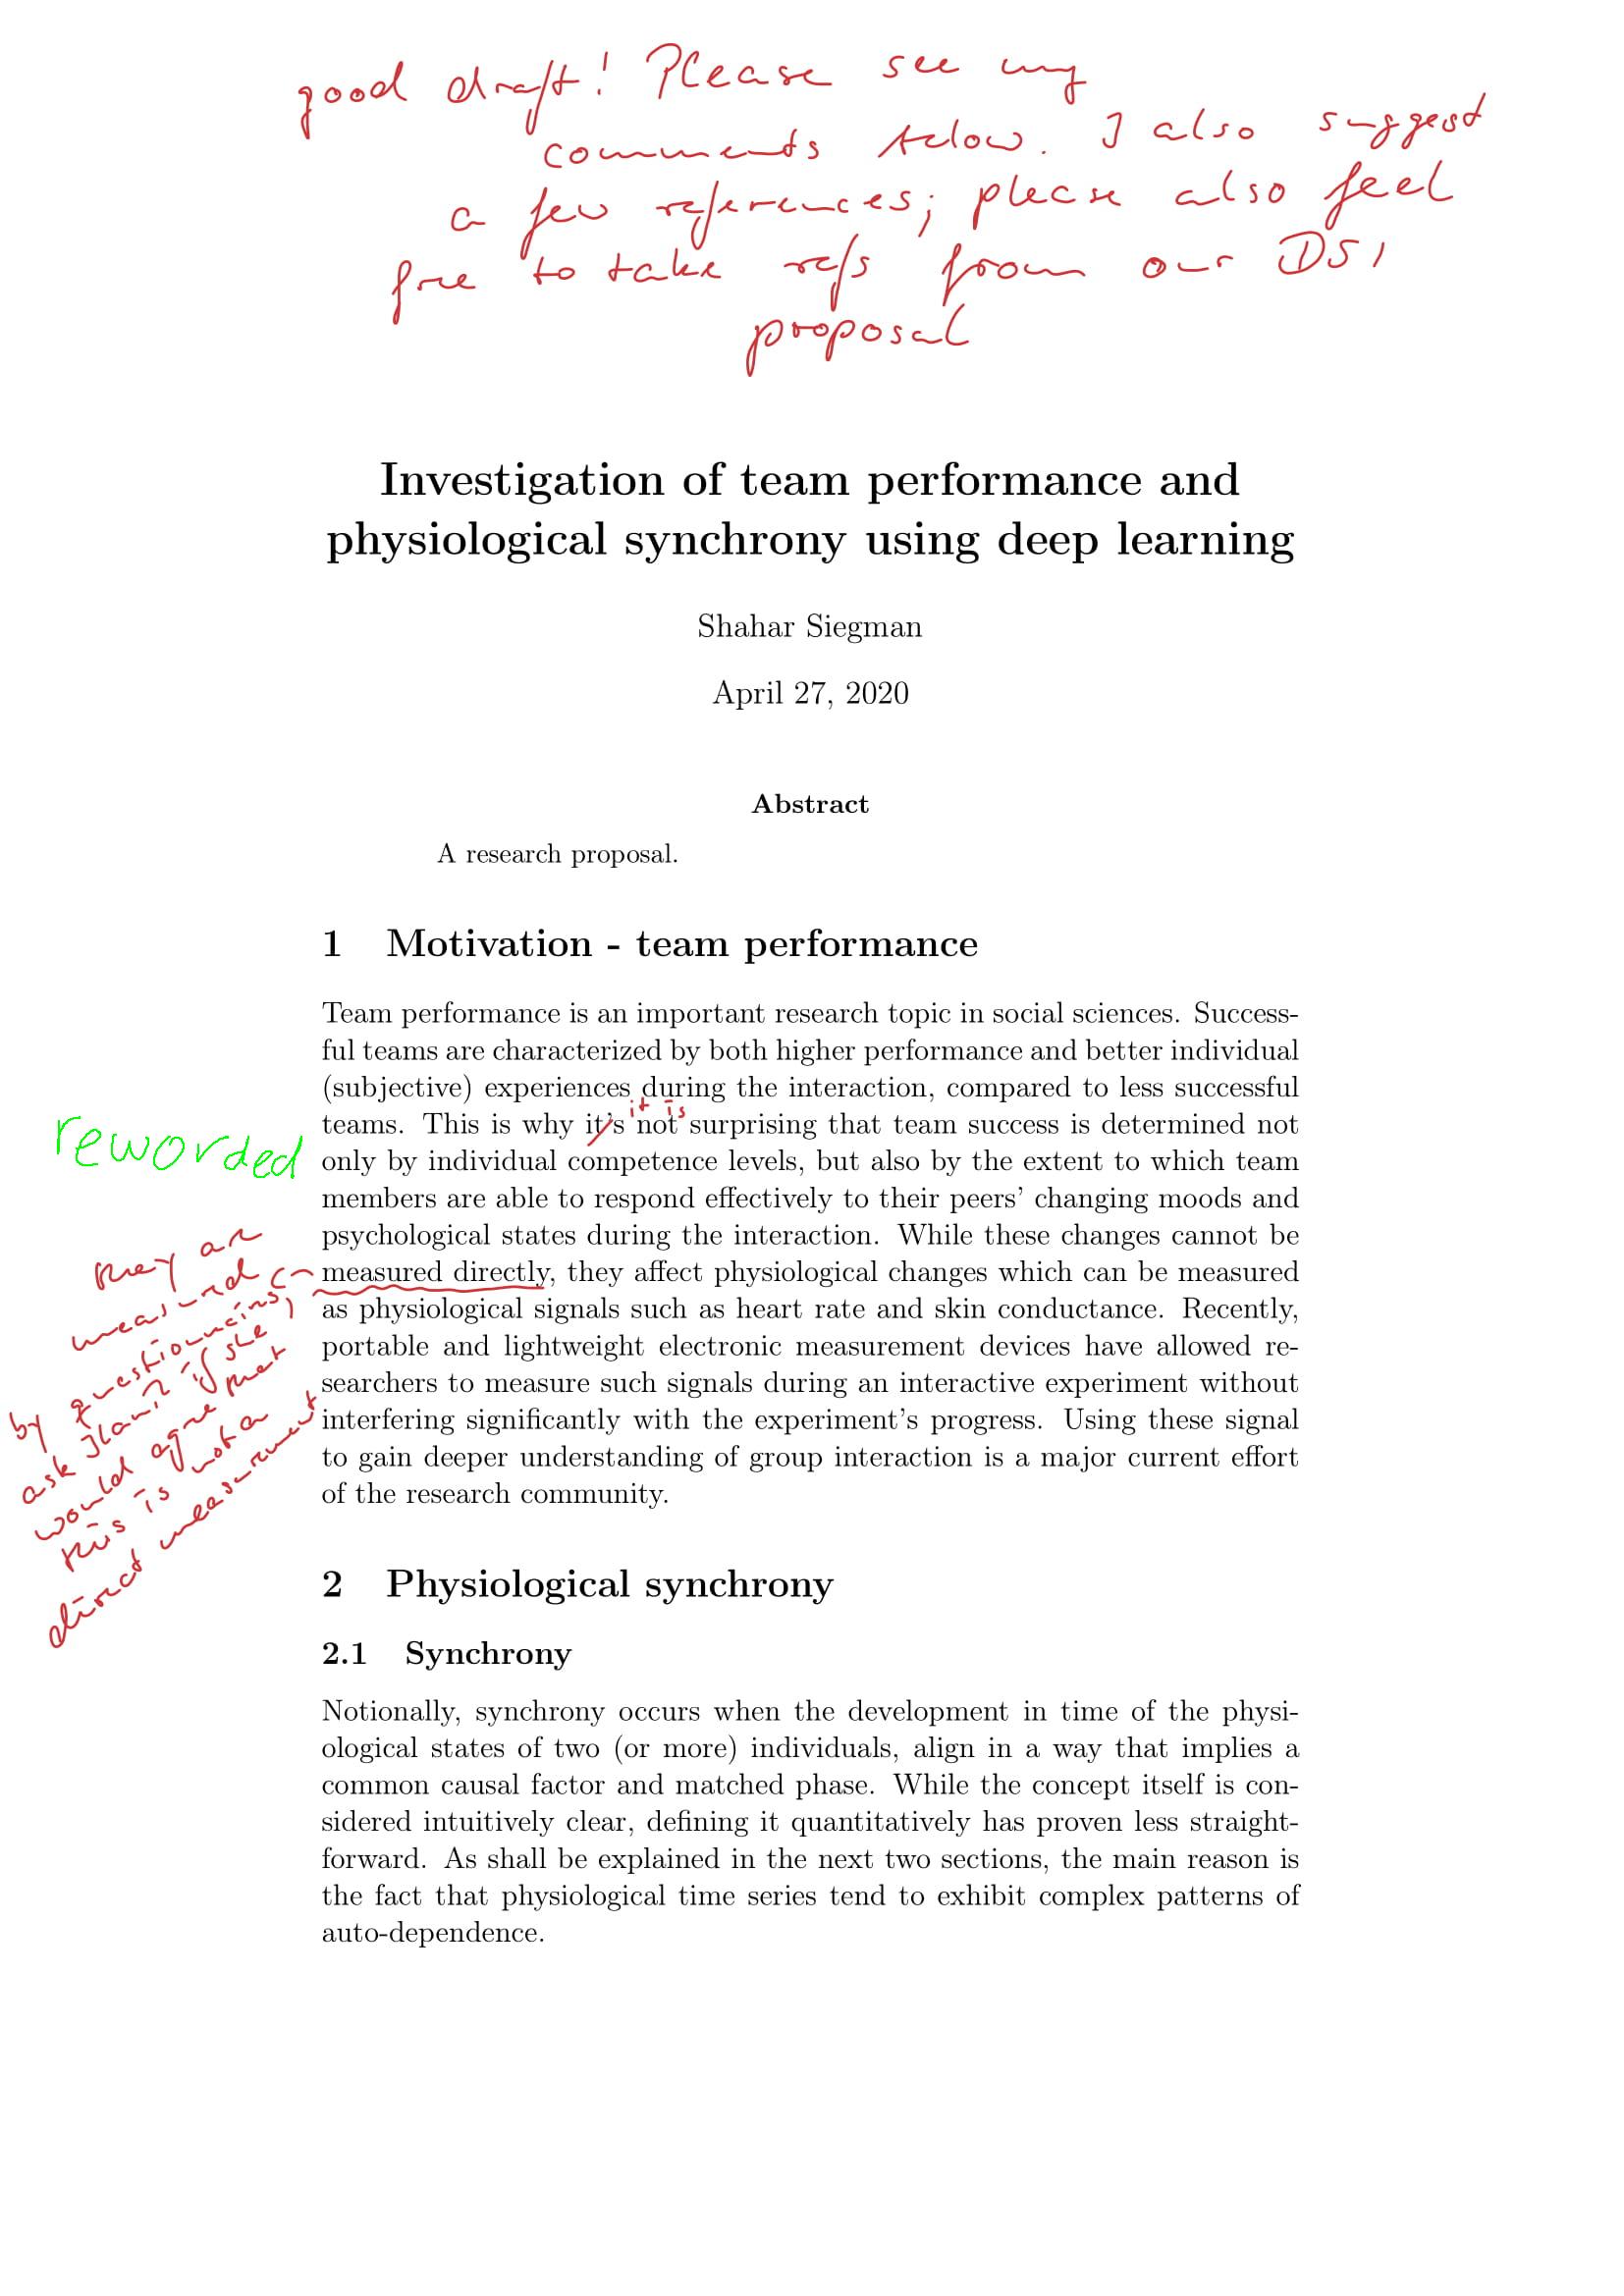 good draft! Please see my
comments below. I also suggest
a few references; please also feel
free to take refs from our DSI
proposal
Investigation of team performance and
physiological synchrony using deep learning
Shahar Siegman
April 27, 2020
Abstract
A research proposal.
1 Motivation - team performance
Team performance is an important research topic in social sciences. Success-
ful teams are characterized by both higher performance and better individual
(subjective) experiences during the interaction, compared to less successful
it is
teams. This is why it's not surprising that team success is determined not
only by individual competence levels, but also by the extent to which team
members are able to respond effectively to their peers' changing moods and
psychological states during the interaction. While these changes cannot be
measured directly, they affect physiological changes which can be measured
as physiological signals such as heart rate and skin conductance. Recently,
portable and lightweight electronic measurement devices have allowed re-
searchers to measure such signals during an interactive experiment without
interfering significantly with the experiment's progress. Using these signal
to gain deeper understanding of group interaction is a major current effort
of the research community.
reworded
they are
measured
by questionnairs,
ask Ilanit if she
would agree that
this is not a
direct measurement
2 Physiological synchrony
2.1 Synchrony
Notionally, synchrony occurs when the development in time of the physi-
ological states of two (or more) individuals, align in a way that implies a
common causal factor and matched phase. While the concept itself is con-
sidered intuitively clear, defining it quantitatively has proven less straight-
forward. As shall be explained in the next two sections, the main reason is
the fact that physiological time series tend to exhibit complex patterns of
auto-dependence.